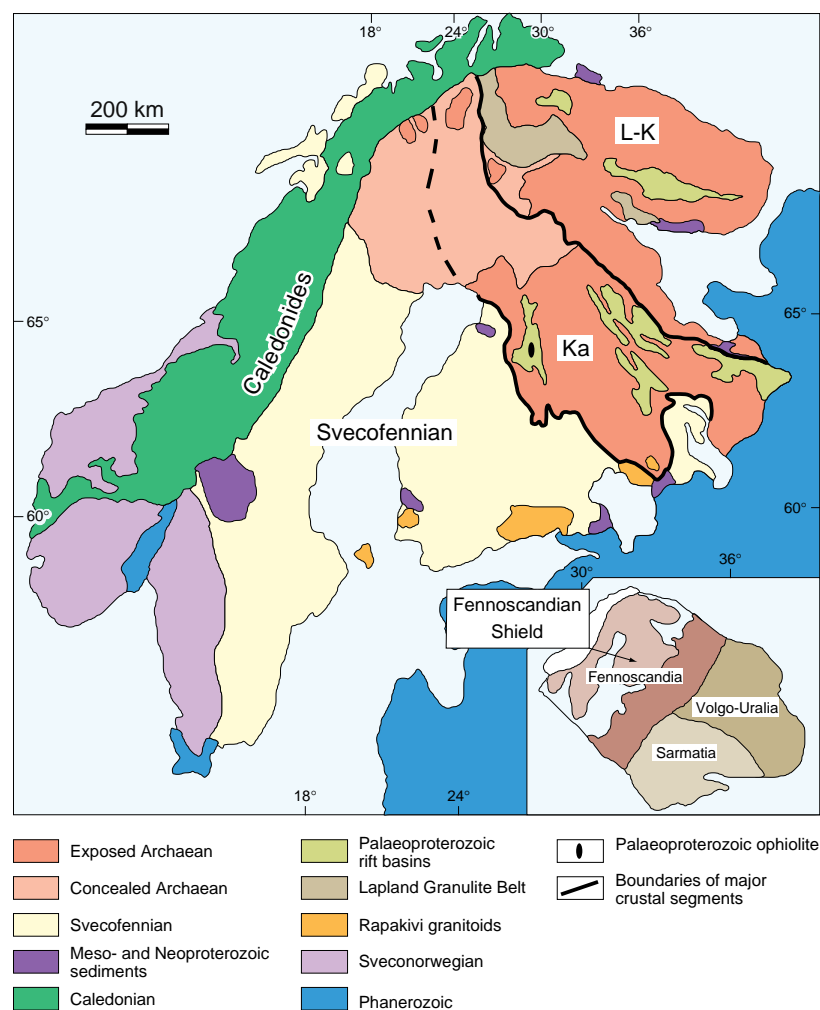 18° 24° 30° 36°
200 km
L-K
65° 65°
Ka
Caledonides
Svecofennian
60° 60°
30° 36°
Fennoscandian
Shield
Fennoscandia
Volgo-Uralia
Sarmatia
18° 24°
Exposed Archaean
Concealed Archaean
Svecofennian
Meso- and Neoproterozoic
sediments
Caledonian
Palaeoproterozoic
rift basins
Lapland Granulite Belt
Rapakivi granitoids
Sveconorwegian
Phanerozoic
Palaeoproterozoic ophiolite
Boundaries of major
crustal segments